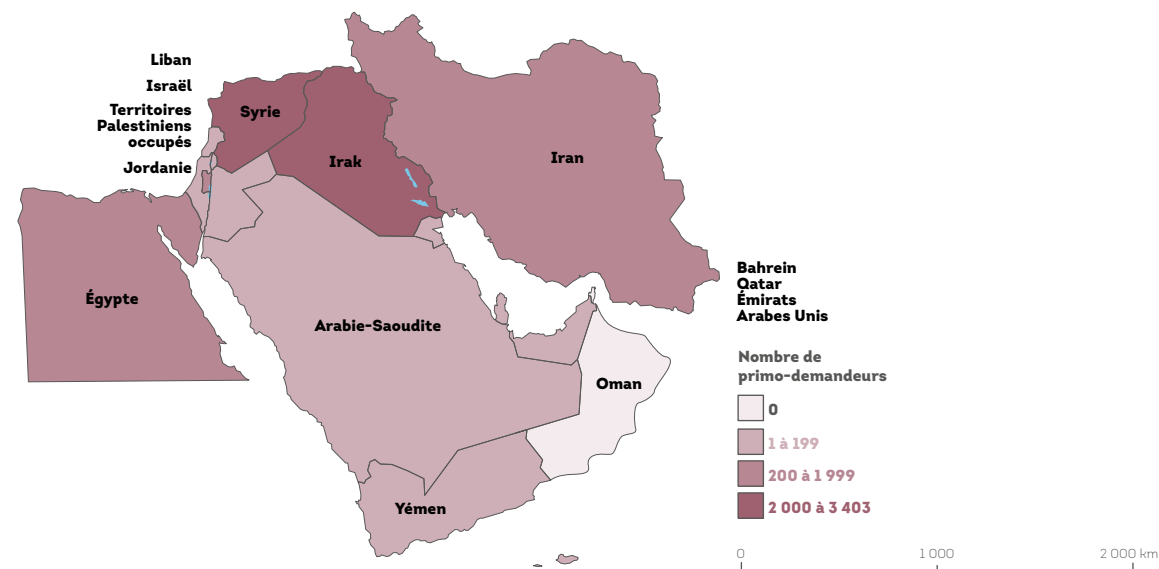 Liban
Israël
Territoires
Palestiniens
occupés
Jordanie
Syrie
Irak
Iran
Égypte
Arabie-Saoudite
Oman
Yémen
Bahrein
Qatar
Émirats
Arabes Unis
Nombre de
primo-demandeurs
0
1 à 199
200 à 1 999
2 000 à 3 403
0 1 000 2 000 km